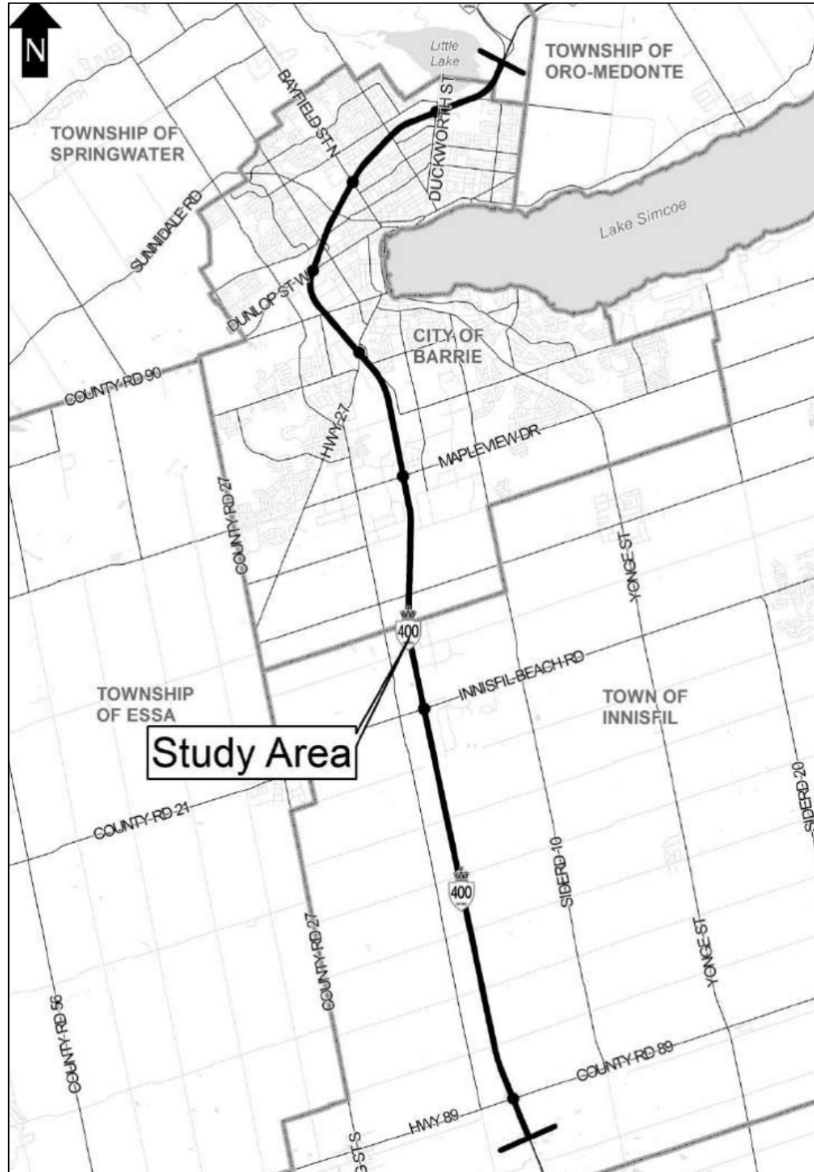 N
Little
Lake
TOWNSHIP OF
ORO-MEDONTE
BAYFIELD ST-N
TOWNSHIP OF
SPRINGWATER
DUCKWORTH ST
SUNNIDALE RD
Lake Simcoe
DUNLOP ST-W
CITY OF
BARRIE
COUNTY RD 90
HWY-27
MAPLEVIEW DR
COUNTY RD-27
YONGE ST
400
INNISFIL-BEACH RD
TOWNSHIP
OF ESSA
TOWN OF
INNISFIL
Study Area
SIDERD-20
COUNTY RD-21
SIDERD-10
400
COUNTY RD-27
YONGE ST
COUNTY RD 56
COUNTY RD 89
HWY 89
G ST-S